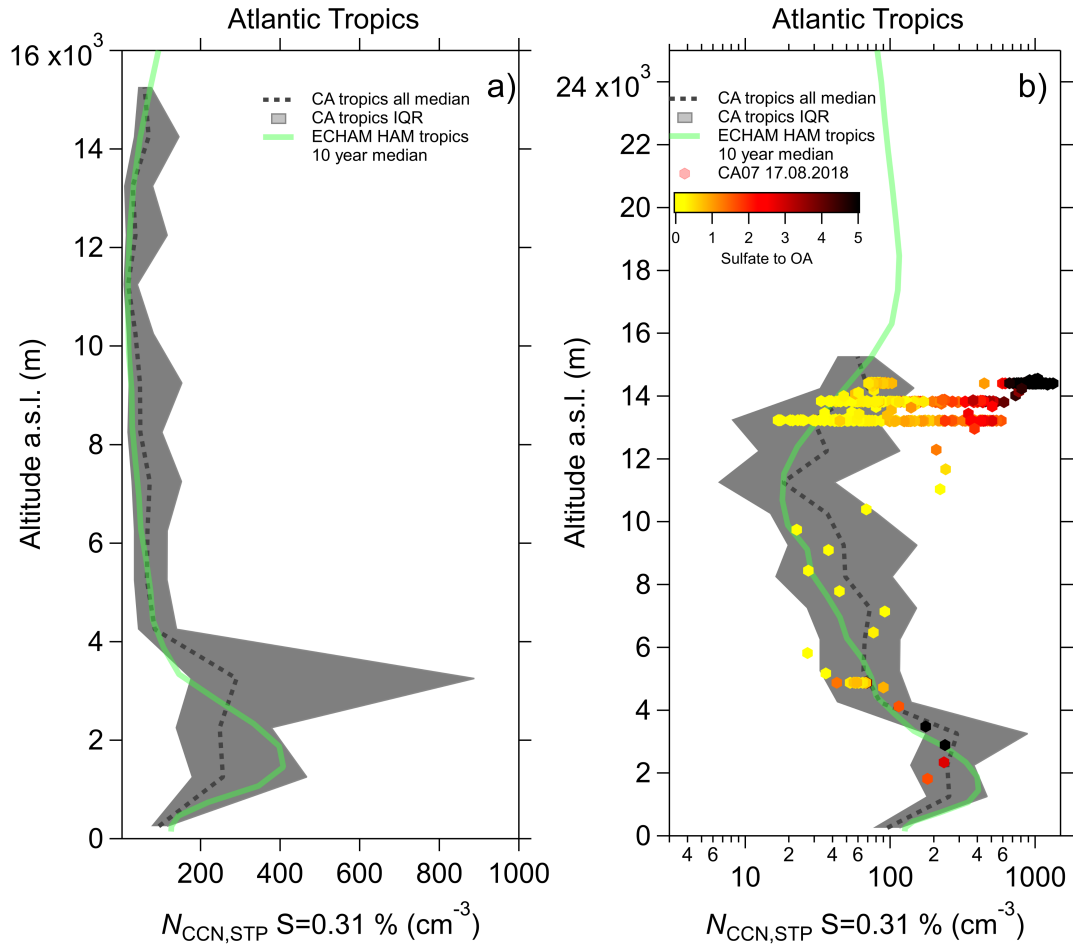 Atlantic Tropics
16 x10³
a)
CA tropics all median
CA tropics IQR
ECHAM HAM tropics
10 year median
14
12
10
8
6
4
2
0
Altitude a.s.l. (m)
200 400 600 800 1000
N_CCN,STP S=0.31 % (cm⁻³)
Atlantic Tropics
24 x10³
b)
CA tropics all median
CA tropics IQR
ECHAM HAM tropics
10 year median
CA07 17.08.2018
0 1 2 3 4 5
Sulfate to OA
22
20
18
16
14
12
10
8
6
4
2
0
Altitude a.s.l. (m)
4 6 2 4 6 2 4 6
10 100 1000
N_CCN,STP S=0.31 % (cm⁻³)